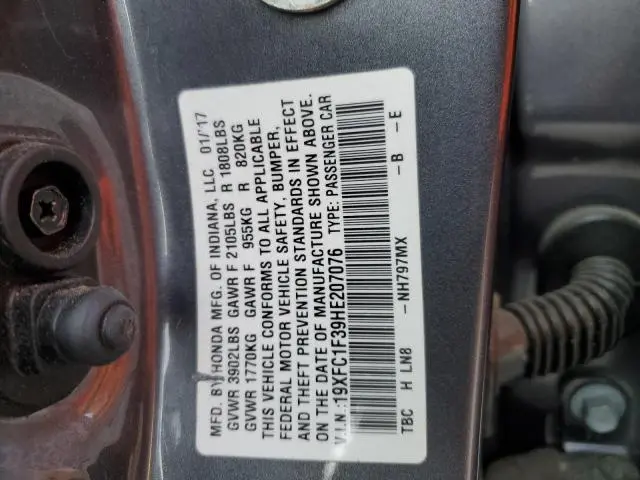 MFD. BY HONDA MFG. OF INDIANA, LLC 01/'17
GVWR 3902LBS GAWR F 2105LBS R 1808LBS
GVWR 1770KG GAWR F 955KG R 820KG
THIS VEHICLE CONFORMS TO ALL APPLICABLE
FEDERAL MOTOR VEHICLE SAFETY, BUMPER,
AND THEFT PREVENTION STANDARDS IN EFFECT
ON THE DATE OF MANUFACTURE SHOWN ABOVE.
V.I.N.:19XFC1F39HE207076 TYPE: PASSENGER CAR
TBC H LN8 –NH797MX –B –E